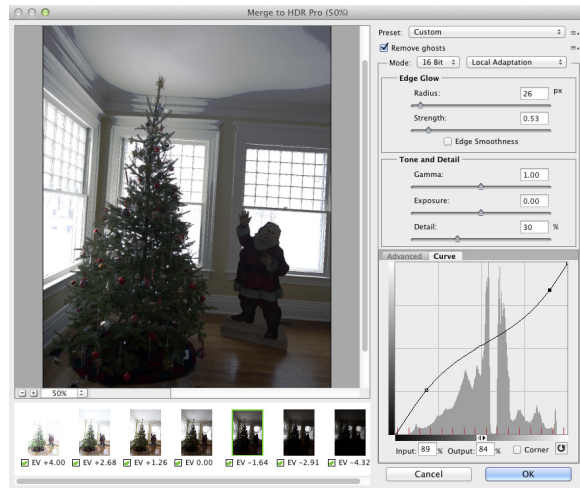 Merge to HDR Pro (50%)
Preset: Custom
Remove ghosts
Mode: 16 Bit Local Adaptation
Edge Glow
Radius: 26 px
Strength: 0.53
Edge Smoothness
Tone and Detail
Gamma: 1.00
Exposure: 0.00
Detail: 30 %
Advanced Curve
50%
EV +4.00 EV +2.68 EV +1.26 EV 0.00 EV -1.64 EV -2.91 EV -4.32
Input: 89 % Output: 84 % Corner
Cancel OK